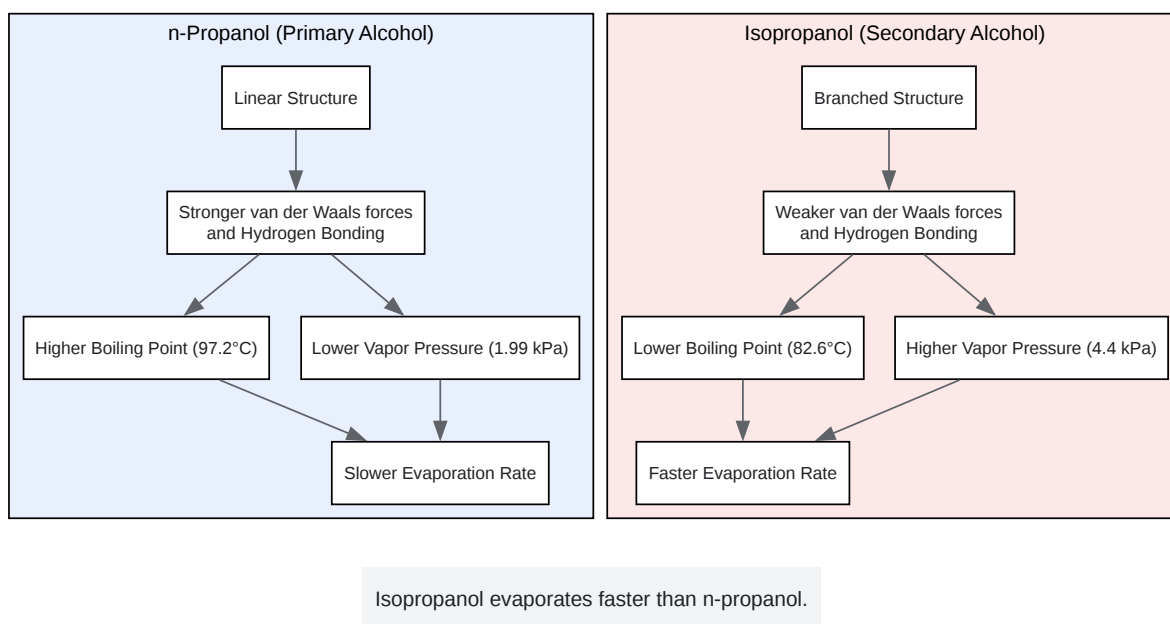 n-Propanol (Primary Alcohol)
Linear Structure
Stronger van der Waals forces
and Hydrogen Bonding
Higher Boiling Point (97.2°C)
Lower Vapor Pressure (1.99 kPa)
Slower Evaporation Rate
Isopropanol (Secondary Alcohol)
Branched Structure
Weaker van der Waals forces
and Hydrogen Bonding
Lower Boiling Point (82.6°C)
Higher Vapor Pressure (4.4 kPa)
Faster Evaporation Rate
Isopropanol evaporates faster than n-propanol.